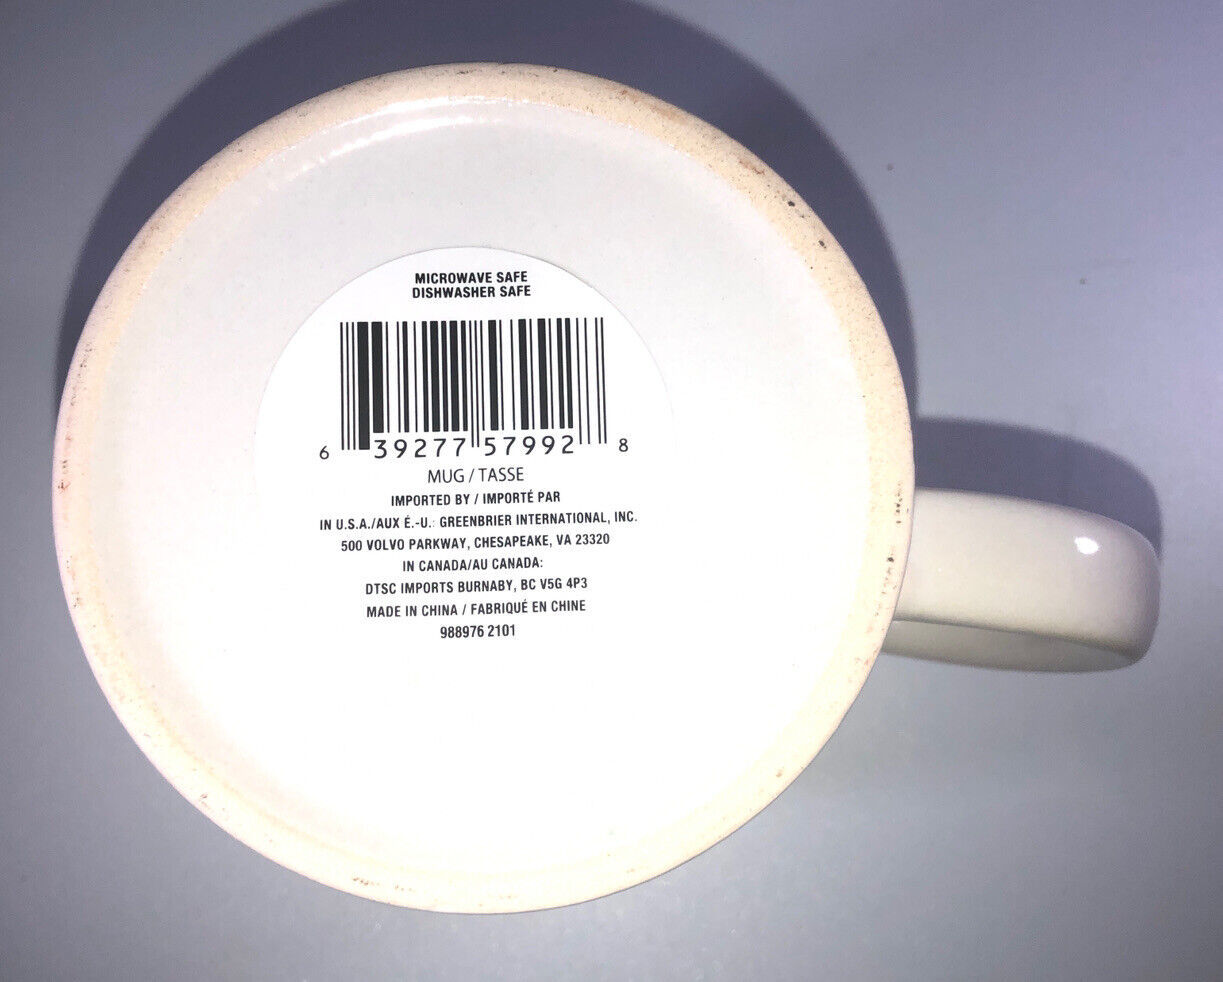 MICROWAVE SAFE
DISHWASHER SAFE
6 39277 57992 8
MUG / TASSE
IMPORTED BY / IMPORTÉ PAR
IN U.S.A./AUX É.-U.: GREENBRIER INTERNATIONAL, INC.
500 VOLVO PARKWAY, CHESAPEAKE, VA 23320
IN CANADA/AU CANADA:
DTSC IMPORTS BURNABY, BC V5G 4P3
MADE IN CHINA / FABRIQUÉ EN CHINE
988976 2101